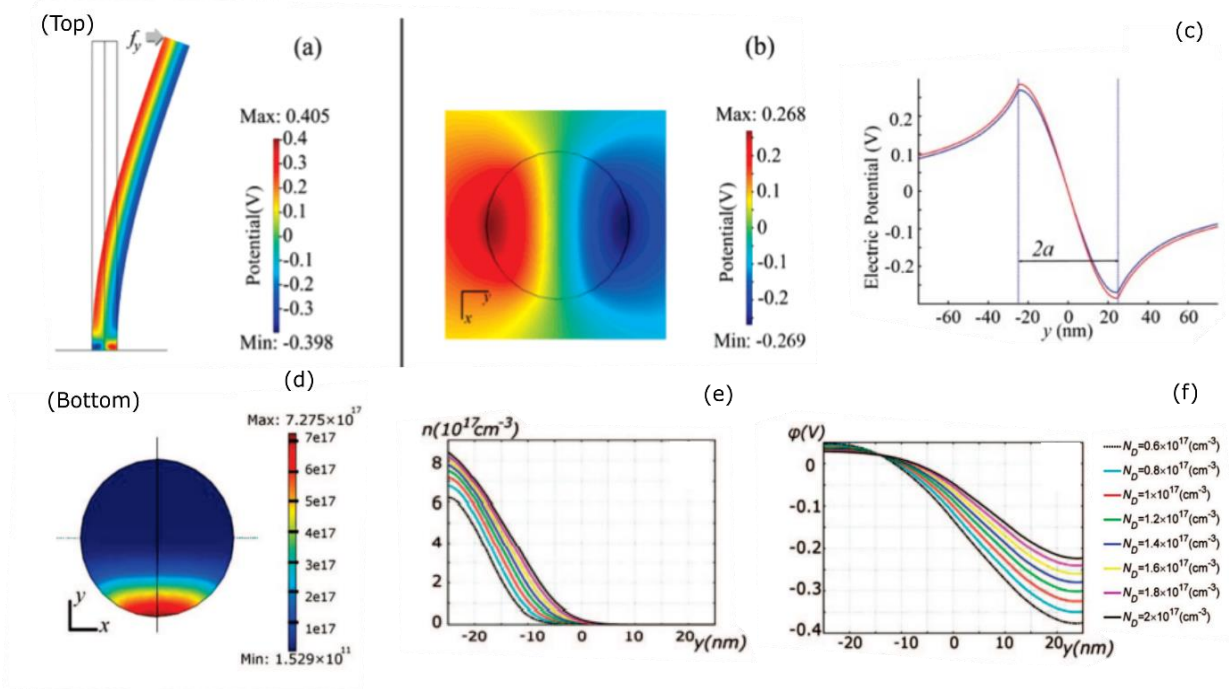 (Top)
f_y
(a)
Max: 0.405
0.4
-0.3
0.2
0.1
0
-0.1
-0.2
-0.3
Potential(V)
Min: -0.398
(b)
Max: 0.268
0.2
0.1
0
-0.1
-0.2
Potential(V)
Min: -0.269
y
x
(c)
Electric Potential (V)
0.2
0.1
0
-0.1
-0.2
2a
-60 -40 -20 0 20 40 60
y (nm)
(Bottom)
(d)
Max: 7.275×10^17
7e17
6e17
5e17
4e17
3e17
2e17
1e17
Min: 1.529×10^11
y
x
(e)
n(10^17cm^-3)
8
6
4
2
0
-20 -10 0 10 20 y(nm)
(f)
φ(V)
0
-0.1
-0.2
-0.3
-0.4
-20 -10 0 10 20 y(nm)
N_D=0.6×10^17(cm^-3)
N_D=0.8×10^17(cm^-3)
N_D=1×10^17(cm^-3)
N_D=1.2×10^17(cm^-3)
N_D=1.4×10^17(cm^-3)
N_D=1.6×10^17(cm^-3)
N_D=1.8×10^17(cm^-3)
N_D=2×10^17(cm^-3)